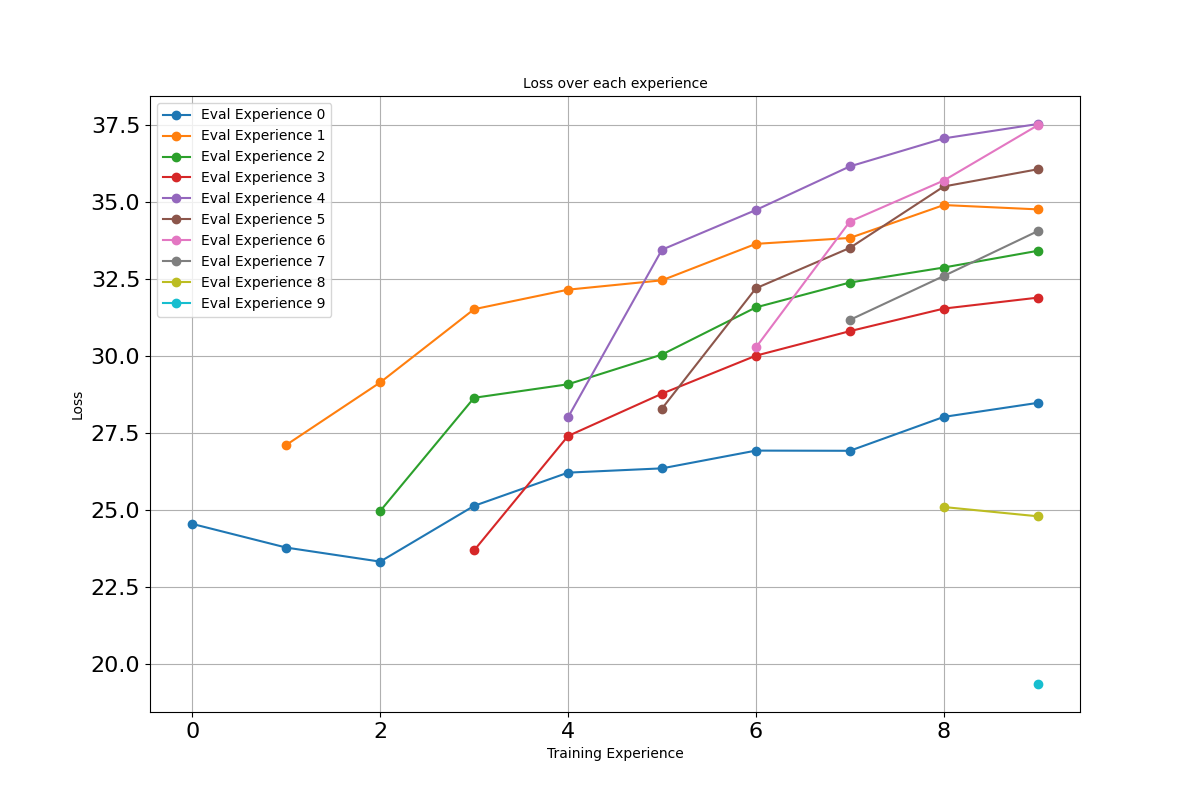 Loss over each experience
Eval Experience 0
Eval Experience 1
Eval Experience 2
Eval Experience 3
Eval Experience 4
Eval Experience 5
Eval Experience 6
Eval Experience 7
Eval Experience 8
Eval Experience 9
37.5
35.0
32.5
30.0
27.5
25.0
22.5
20.0
Loss
0 2 4 6 8
Training Experience